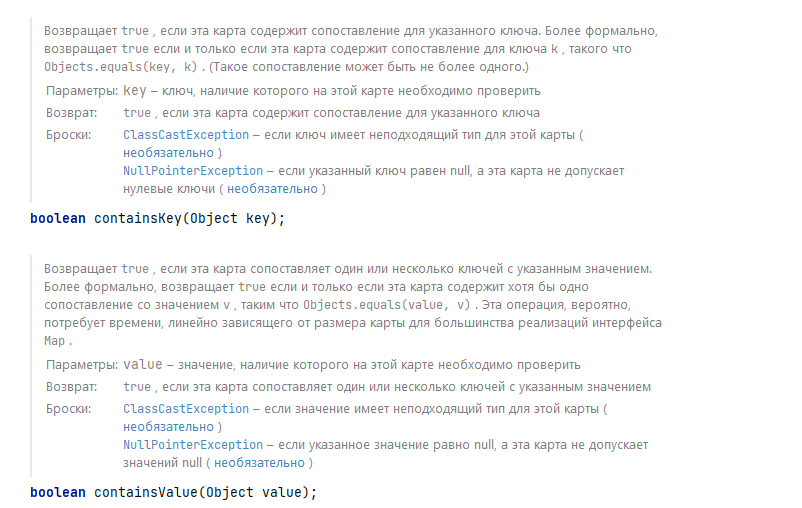 Возвращает true , если эта карта содержит сопоставление для указанного ключа. Более формально,
возвращает true если и только если эта карта содержит сопоставление для ключа k , такого что
Objects.equals(key, k) . (Такое сопоставление может быть не более одного.)
Параметры: key – ключ, наличие которого на этой карте необходимо проверить
Возврат: true , если эта карта содержит сопоставление для указанного ключа
Броски: ClassCastException – если ключ имеет неподходящий тип для этой карты (
необязательно )
NullPointerException – если указанный ключ равен null, а эта карта не допускает
нулевые ключи ( необязательно )
boolean containsKey(Object key);
Возвращает true , если эта карта сопоставляет один или несколько ключей с указанным значением.
Более формально, возвращает true если и только если эта карта содержит хотя бы одно
сопоставление со значением v , таким что Objects.equals(value, v) . Эта операция, вероятно,
потребует времени, линейно зависящего от размера карты для большинства реализаций интерфейса
Map .
Параметры: value – значение, наличие которого на этой карте необходимо проверить
Возврат: true , если эта карта сопоставляет один или несколько ключей с указанным значением
Броски: ClassCastException – если значение имеет неподходящий тип для этой карты (
необязательно )
NullPointerException – если указанное значение равно null, а эта карта не допускает
значений null ( необязательно )
boolean containsValue(Object value);